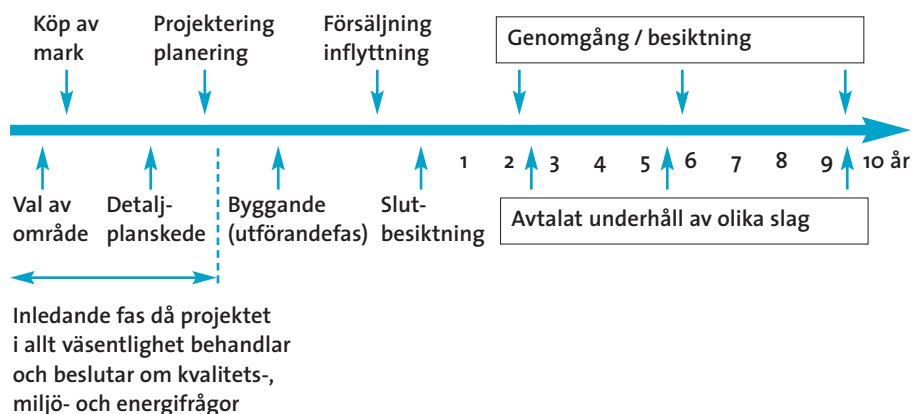 Köp av
mark
Projektering
planering
Försäljning
inflyttning
Genomgång / besiktning
1 2 3 4 5 6 7 8 9 10 år
Val av
område
Detalj-
planskede
Byggande
(utförandefas)
Slut-
besiktning
Avtalat underhåll av olika slag
Inledande fas då projektet
i allt väsentlighet behandlar
och beslutar om kvalitets-,
miljö- och energifrågor